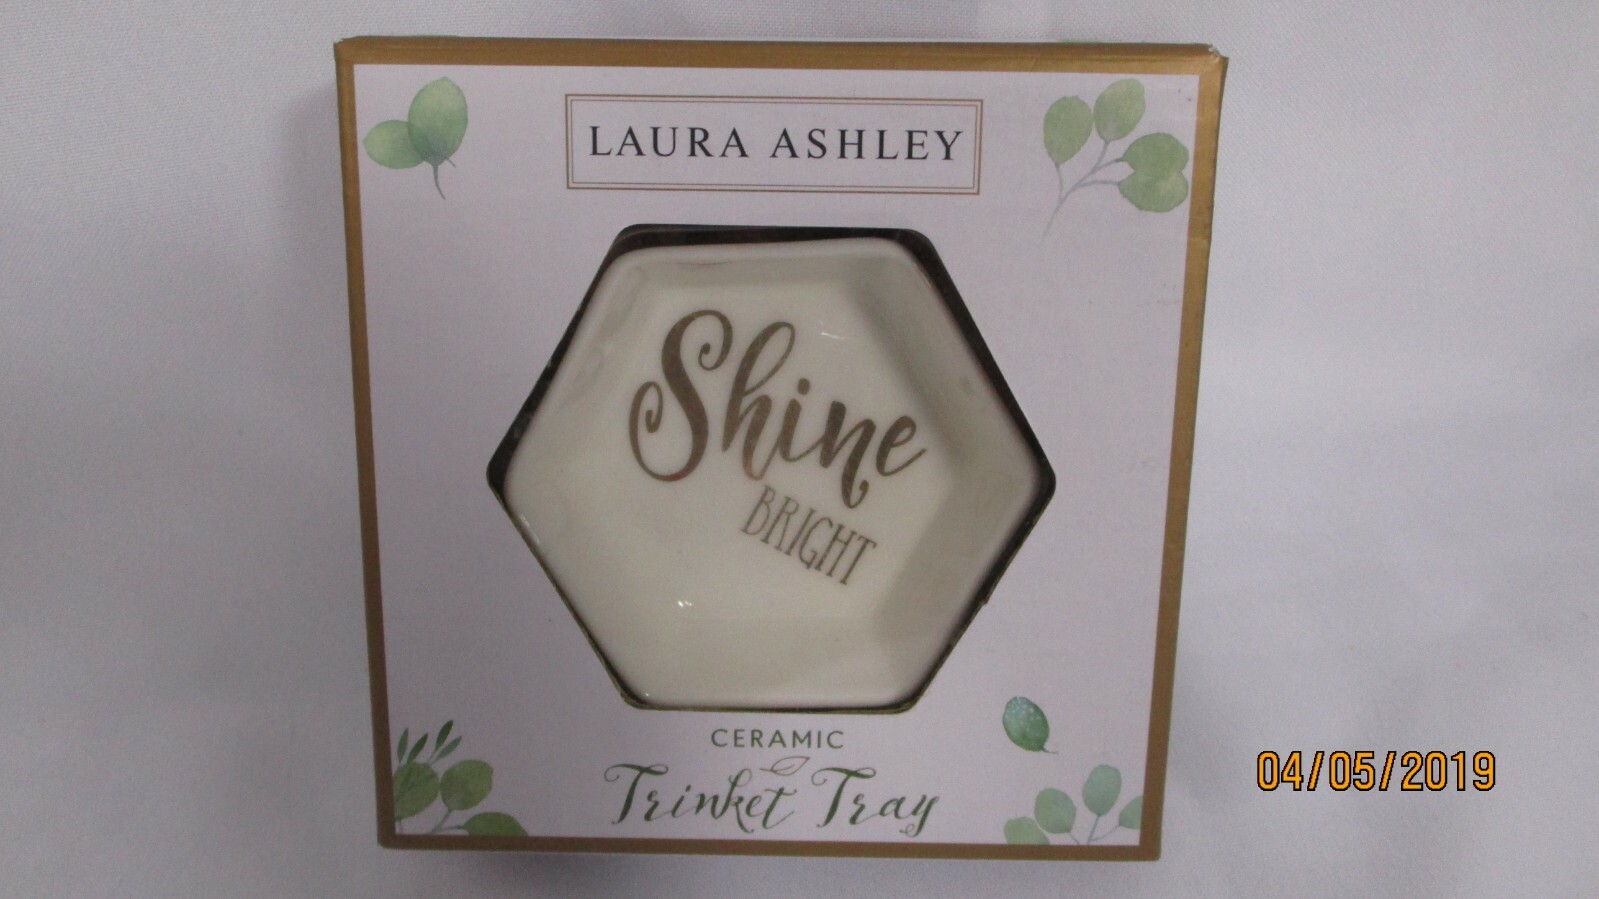 LAURA ASHLEY
Shine
BRIGHT
CERAMIC
Trinket Tray
04/05/2019